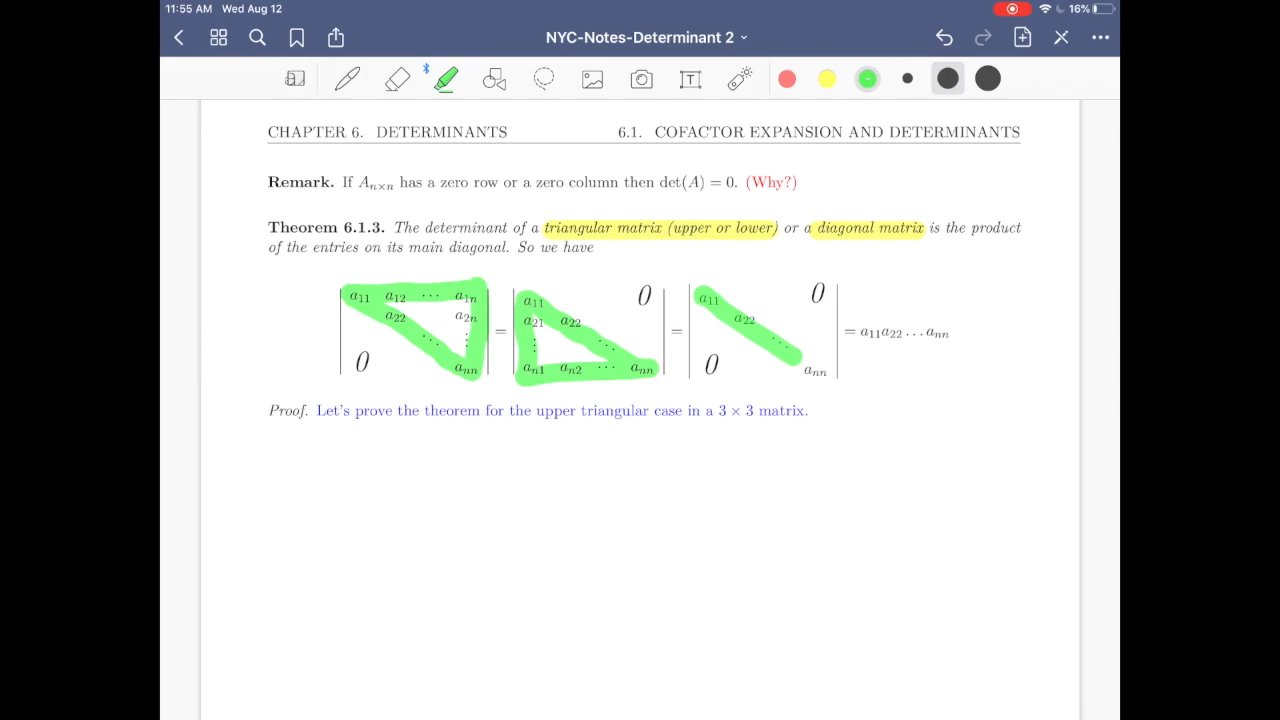 11:55 AM Wed Aug 12
16%
NYC-Notes-Determinant 2
T
CHAPTER 6. DETERMINANTS 6.1. COFACTOR EXPANSION AND DETERMINANTS
Remark. If Aₙₓₙ has a zero row or a zero column then det(A) = 0. (Why?)
Theorem 6.1.3. The determinant of a triangular matrix (upper or lower) or a diagonal matrix is the product
of the entries on its main diagonal. So we have
a₁₁ a₁₂ ⋯ a₁ₙ a₁₁ 0 a₁₁ 0
a₂₂ a₂ₙ a₂₁ a₂₂ a₂₂
⋱ ⋮ = ⋮ ⋱ = ⋱ = a₁₁a₂₂ … aₙₙ
0 aₙₙ aₙ₁ aₙ₂ ⋯ aₙₙ 0 aₙₙ
Proof. Let's prove the theorem for the upper triangular case in a 3 × 3 matrix.